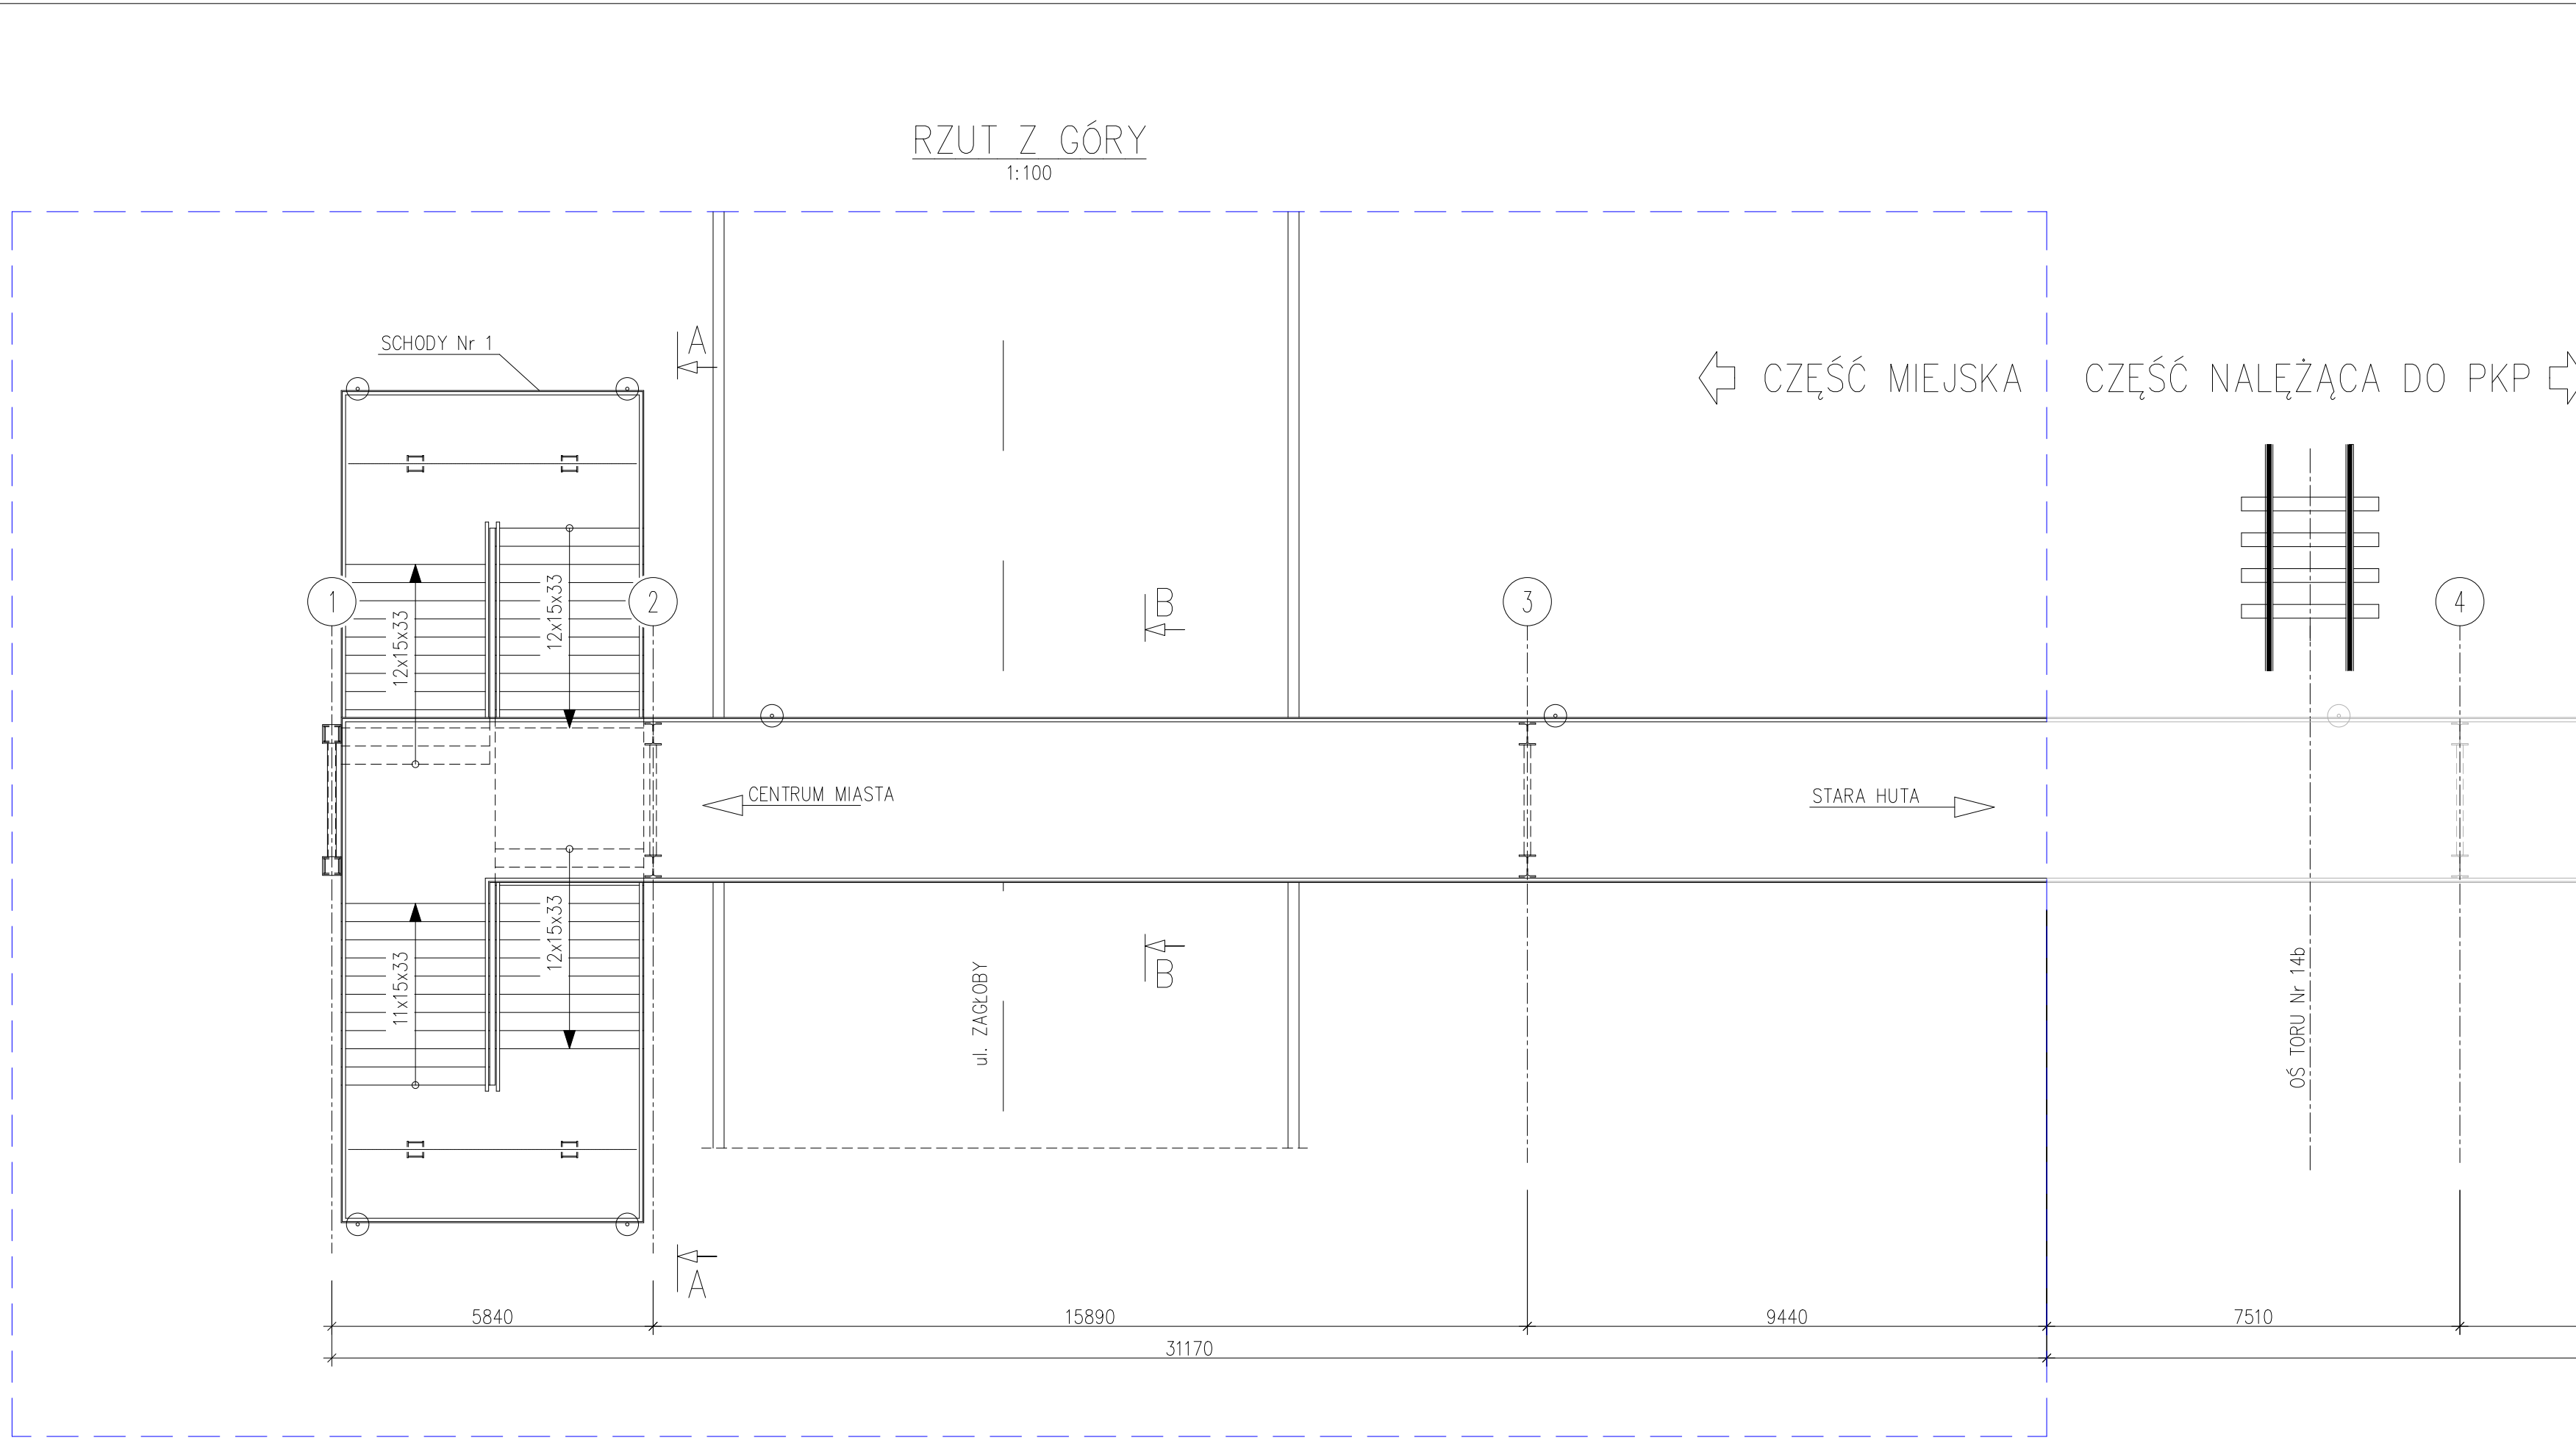 RZUT Z GÓRY
1:100
SCHODY Nr 1
A
CZĘŚĆ MIEJSKA
CZĘŚĆ NALĘŻĄCA DO PKP
1
2
3
4
12x15x33
12x15x33
B
CENTRUM MIASTA
STARA HUTA
11x15x33
12x15x33
ul. ZAGŁOBY
B
OŚ TORU Nr 14b
A
5840
15890
9440
7510
31170